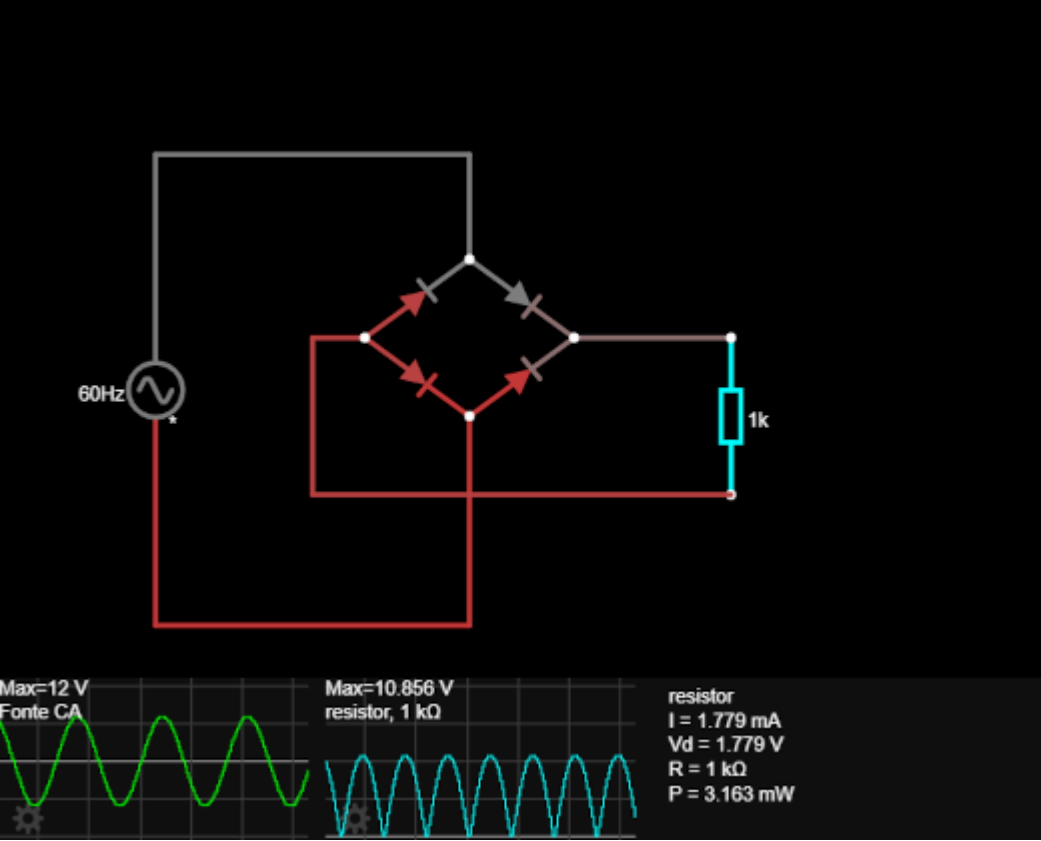 60Hz
*
1k
Max=12 V
Fonte CA
Max=10.856 V
resistor, 1 kΩ
resistor
I = 1.779 mA
Vd = 1.779 V
R = 1 kΩ
P = 3.163 mW